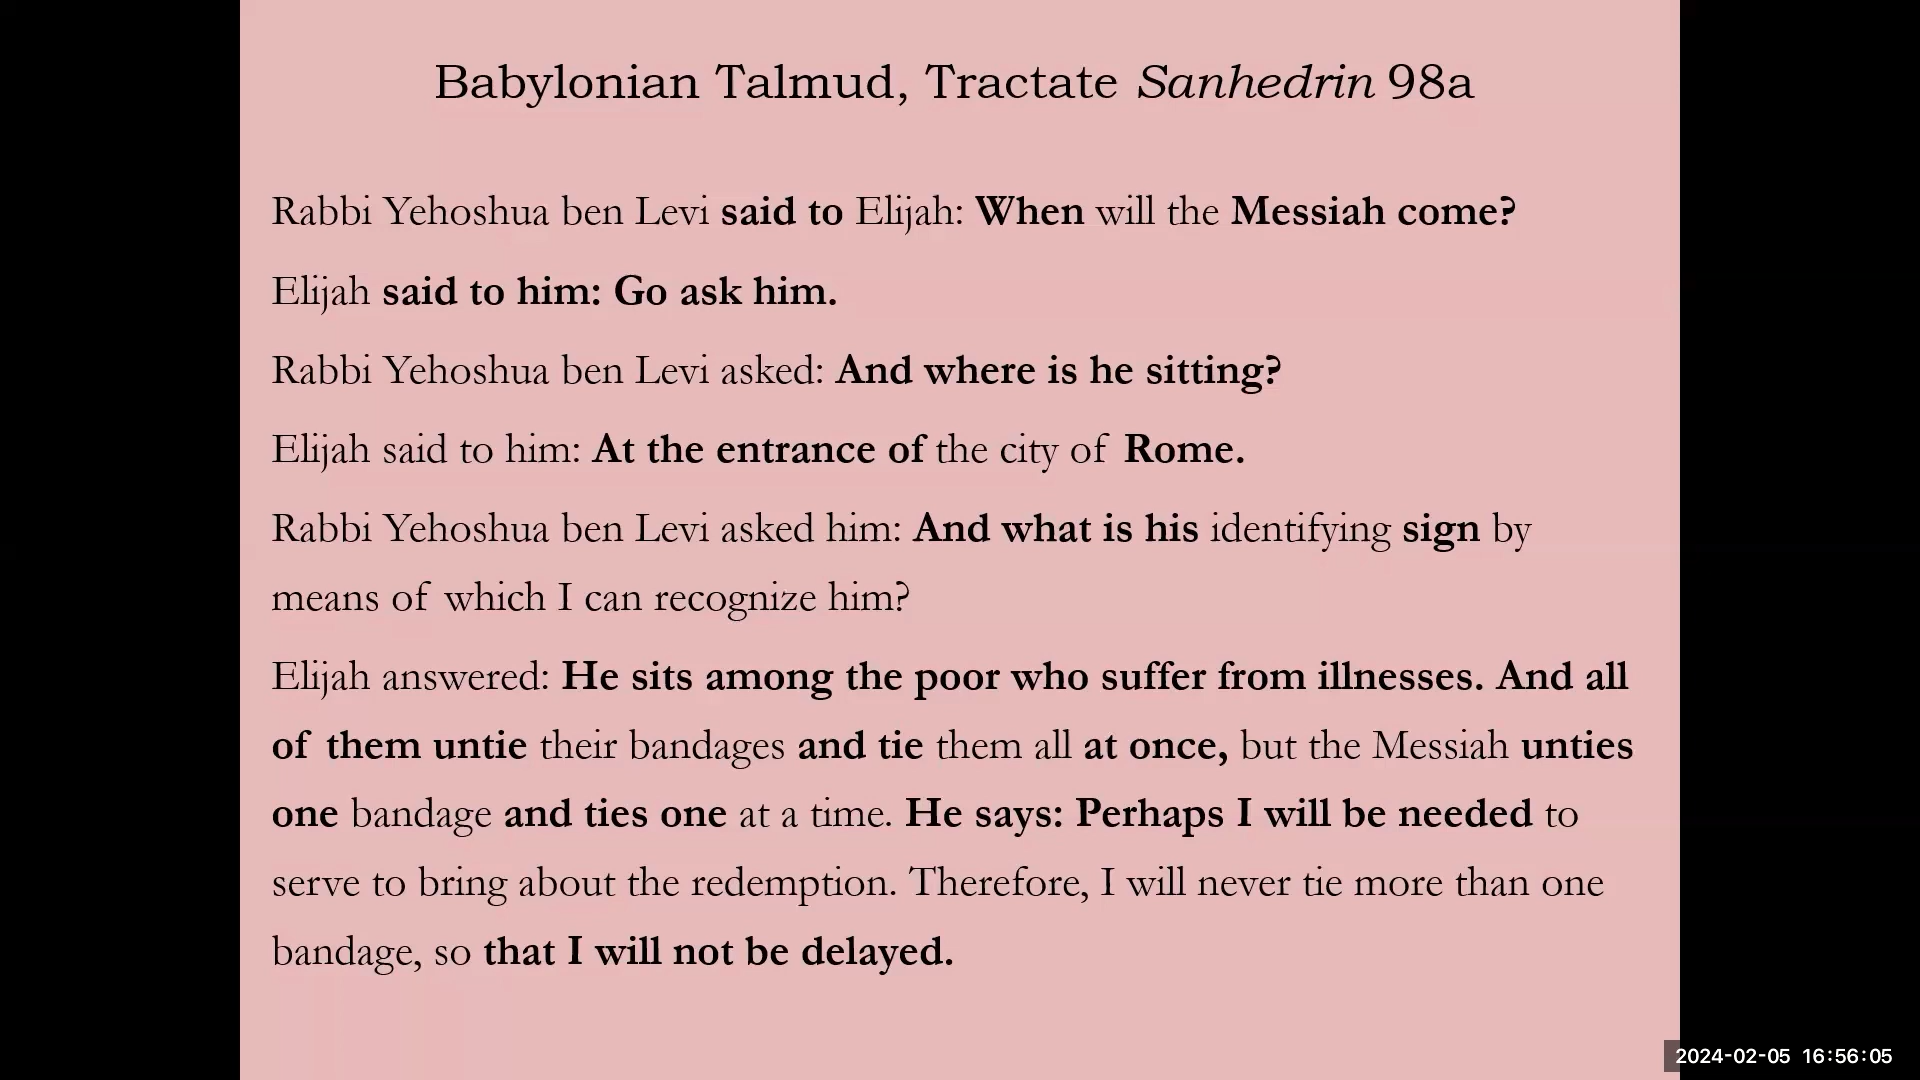 Babylonian Talmud, Tractate Sanhedrin 98a
Rabbi Yehoshua ben Levi said to Elijah: When will the Messiah come?
Elijah said to him: Go ask him.
Rabbi Yehoshua ben Levi asked: And where is he sitting?
Elijah said to him: At the entrance of the city of Rome.
Rabbi Yehoshua ben Levi asked him: And what is his identifying sign by
means of which I can recognize him?
Elijah answered: He sits among the poor who suffer from illnesses. And all
of them untie their bandages and tie them all at once, but the Messiah unties
one bandage and ties one at a time. He says: Perhaps I will be needed to
serve to bring about the redemption. Therefore, I will never tie more than one
bandage, so that I will not be delayed.
2024-02-05 16:56:05